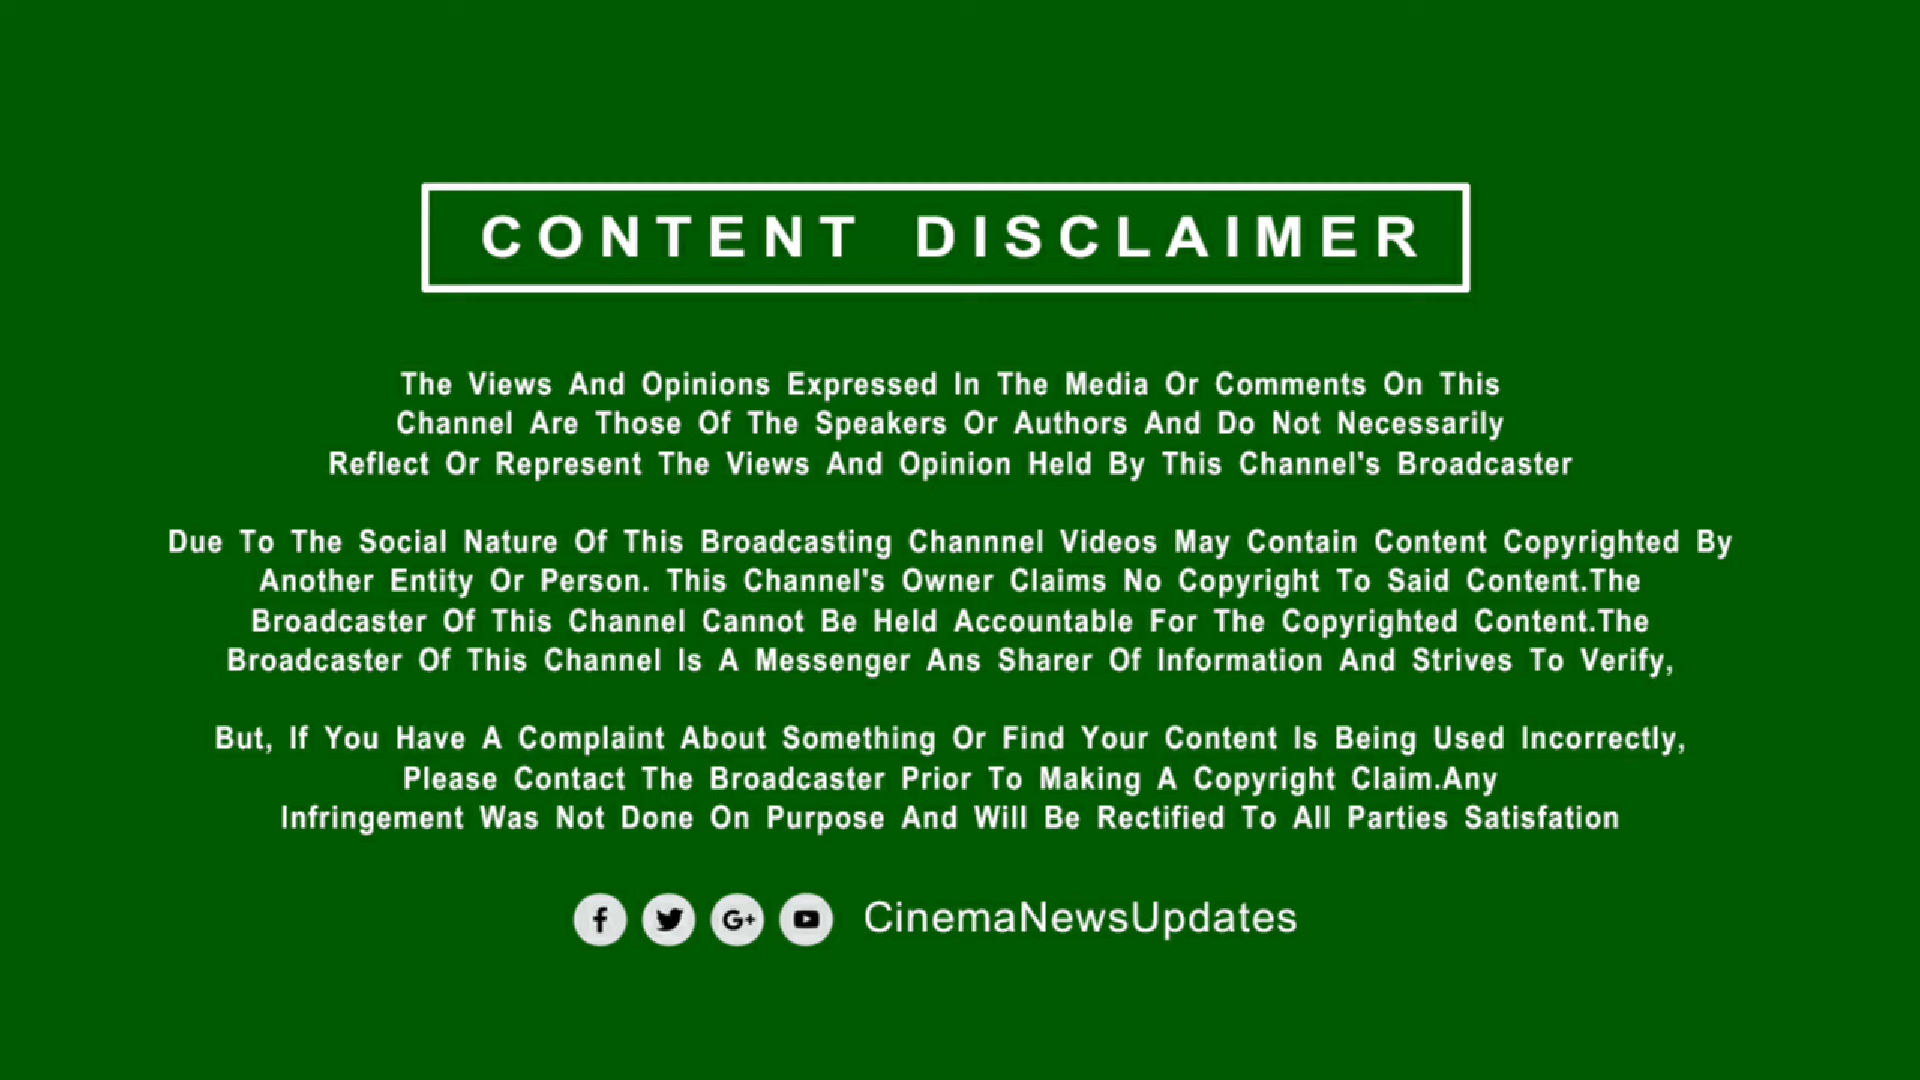 CONTENT DISCLAIMER
The Views And Opinions Expressed In The Media Or Comments On This
Channel Are Those Of The Speakers Or Authors And Do Not Necessarily
Reflect Or Represent The Views And Opinion Held By This Channel's Broadcaster
Due To The Social Nature Of This Broadcasting Channnel Videos May Contain Content Copyrighted By
Another Entity Or Person. This Channel's Owner Claims No Copyright To Said Content.The
Broadcaster Of This Channel Cannot Be Held Accountable For The Copyrighted Content.The
Broadcaster Of This Channel Is A Messenger Ans Sharer Of Information And Strives To Verify,
But, If You Have A Complaint About Something Or Find Your Content Is Being Used Incorrectly,
Please Contact The Broadcaster Prior To Making A Copyright Claim.Any
Infringement Was Not Done On Purpose And Will Be Rectified To All Parties Satisfation
f G+ CinemaNewsUpdates